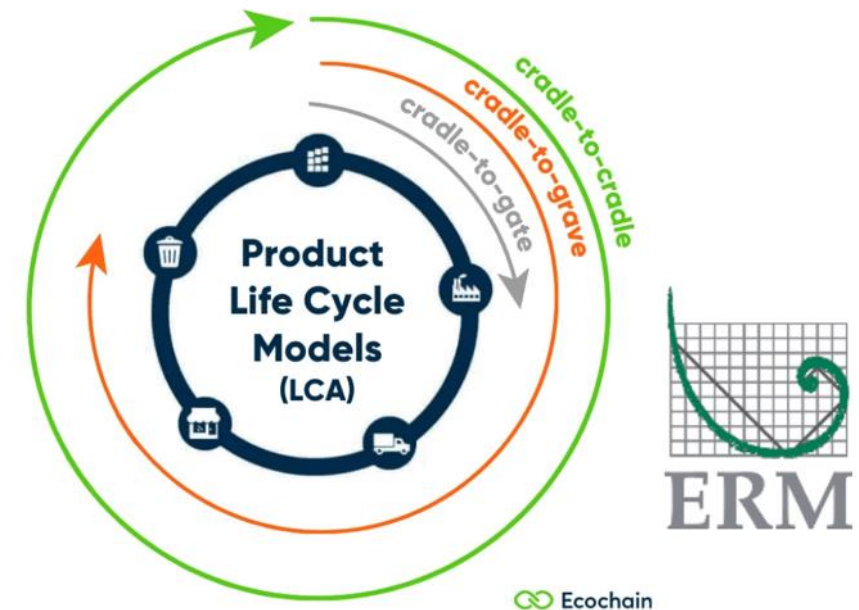 cradle-to-cradle
cradle-to-grave
cradle-to-gate
Product
Life Cycle
Models
(LCA)
ERM
Ecochain